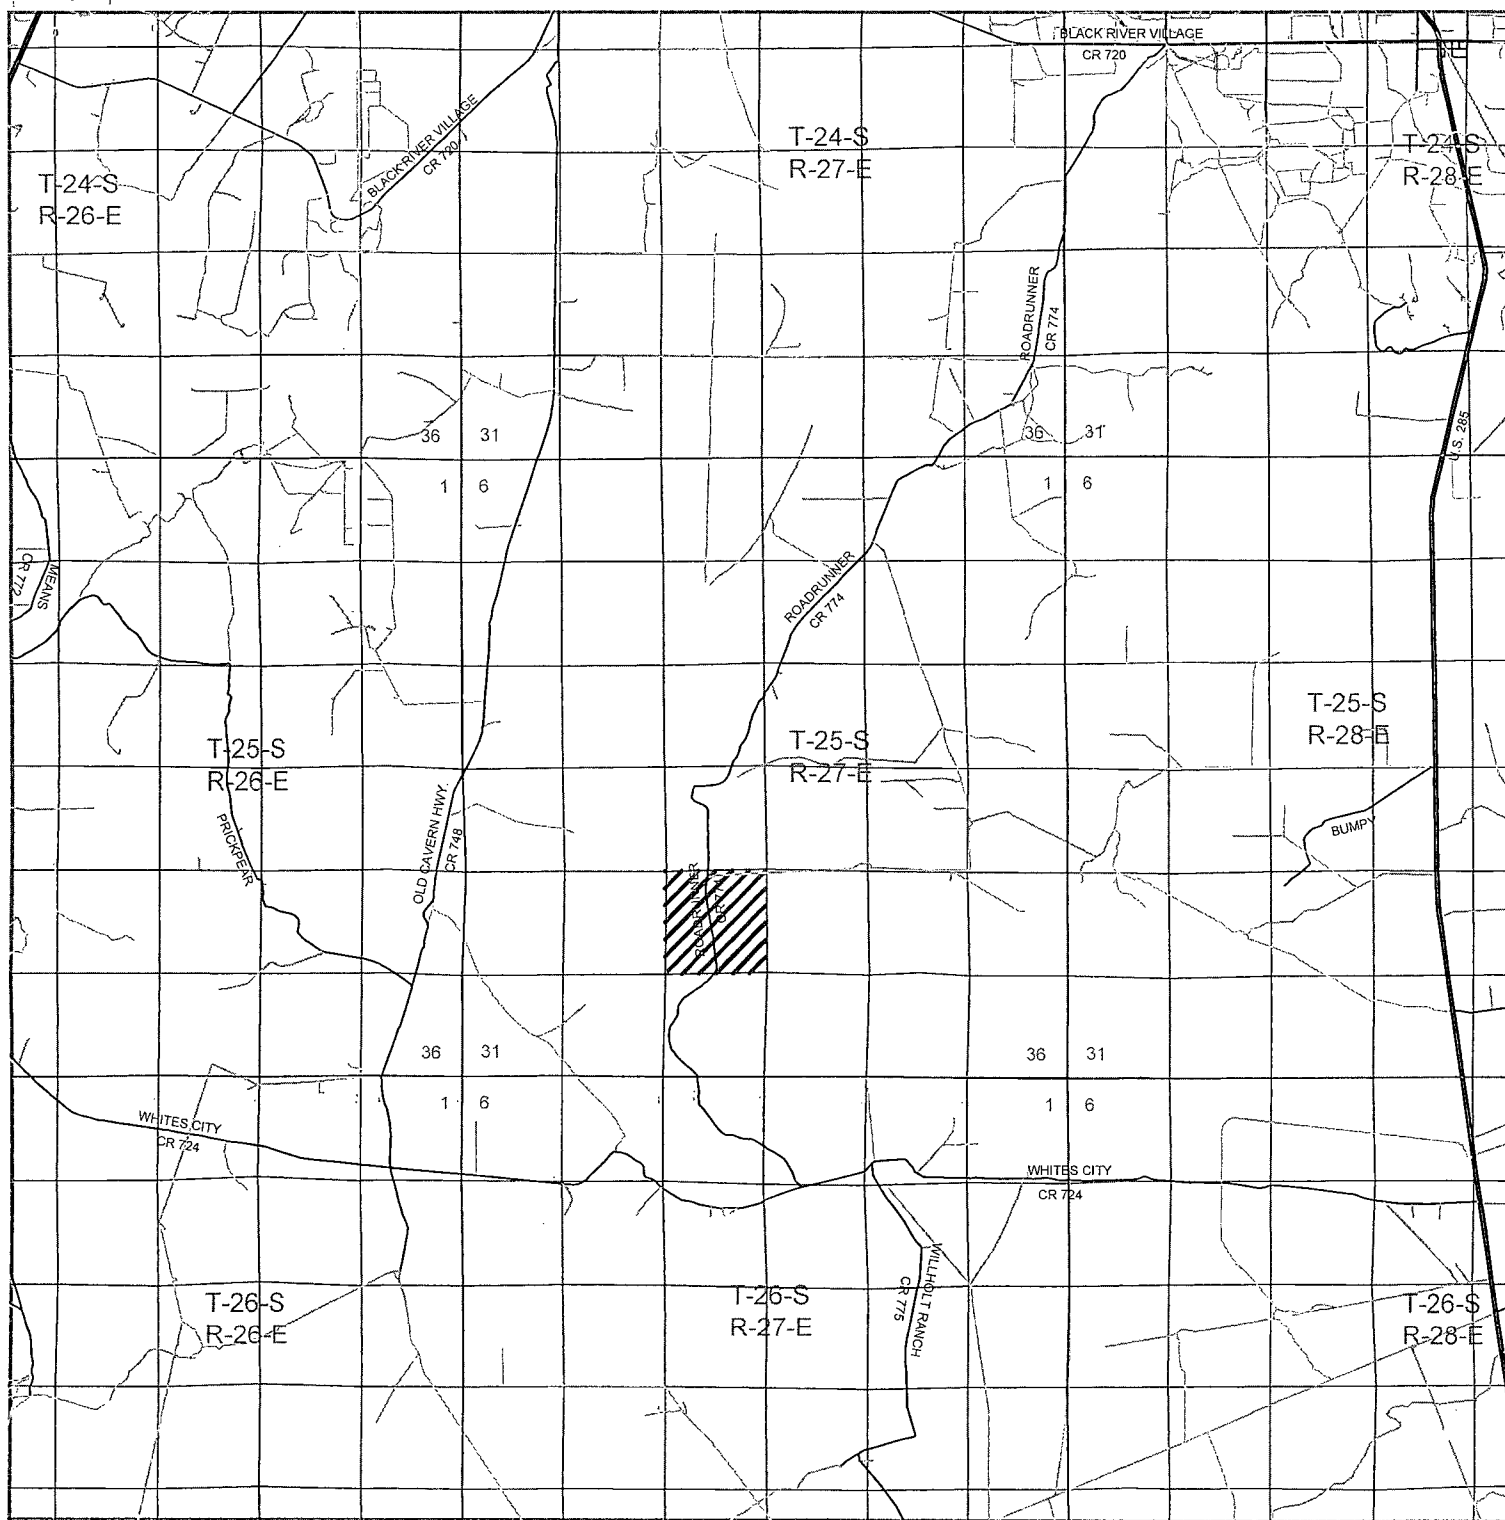 BLACK RIVER VILLAGE
CR 720
BLACK RIVER VILLAGE
T-24-S
R-26-E
T-24-S
R-27-E
T-24-S
R-28-E
ROADRUNNER
CR 774
36 31
1 6
36 31
1 6
U.S. 285
MEANS
CR 772
ROADRUNNER
CR 774
T-25-S
R-26-E
T-25-S
R-27-E
T-25-S
R-28-E
PRICKPEAR
OLD CAVERN HWY.
CR 748
BUMPY
ROADRUNNER
36 31
1 6
36 31
1 6
WHITES CITY
CR 724
WHITES CITY
CR 724
WILLHOLT RANCH
CR 775
T-26-S
R-26-E
T-26-S
R-27-E
T-26-S
R-28-E